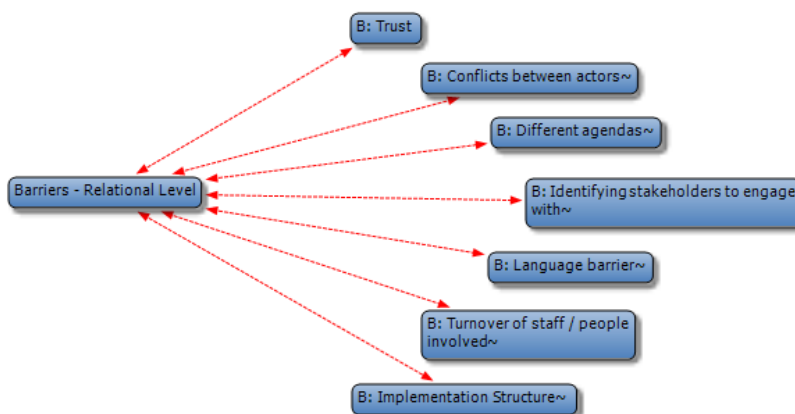 B: Trust
B: Conflicts between actors~
B: Different agendas~
Barriers - Relational Level
B: Identifying stakeholders to engage
with~
B: Language barrier~
B: Turnover of staff / people
involved~
B: Implementation Structure~